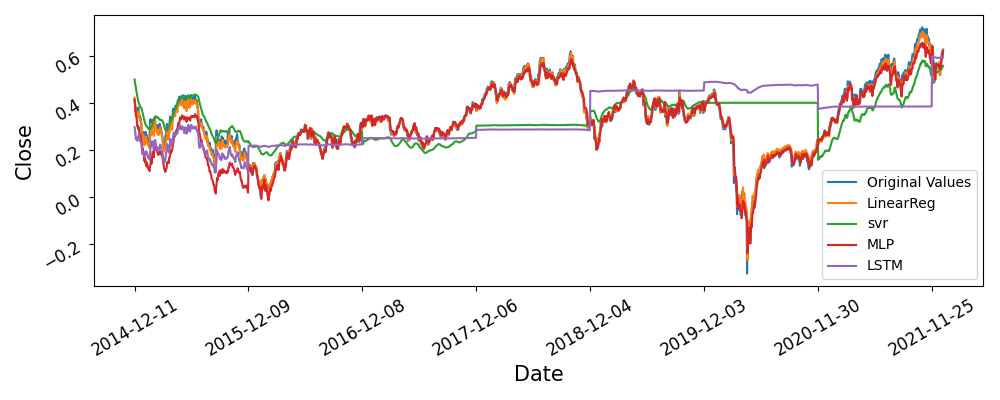 Close
0.6
0.4
0.2
0.0
−0.2
Original Values
LinearReg
svr
MLP
LSTM
2014-12-11
2015-12-09
2016-12-08
2017-12-06
2018-12-04
2019-12-03
2020-11-30
2021-11-25
Date